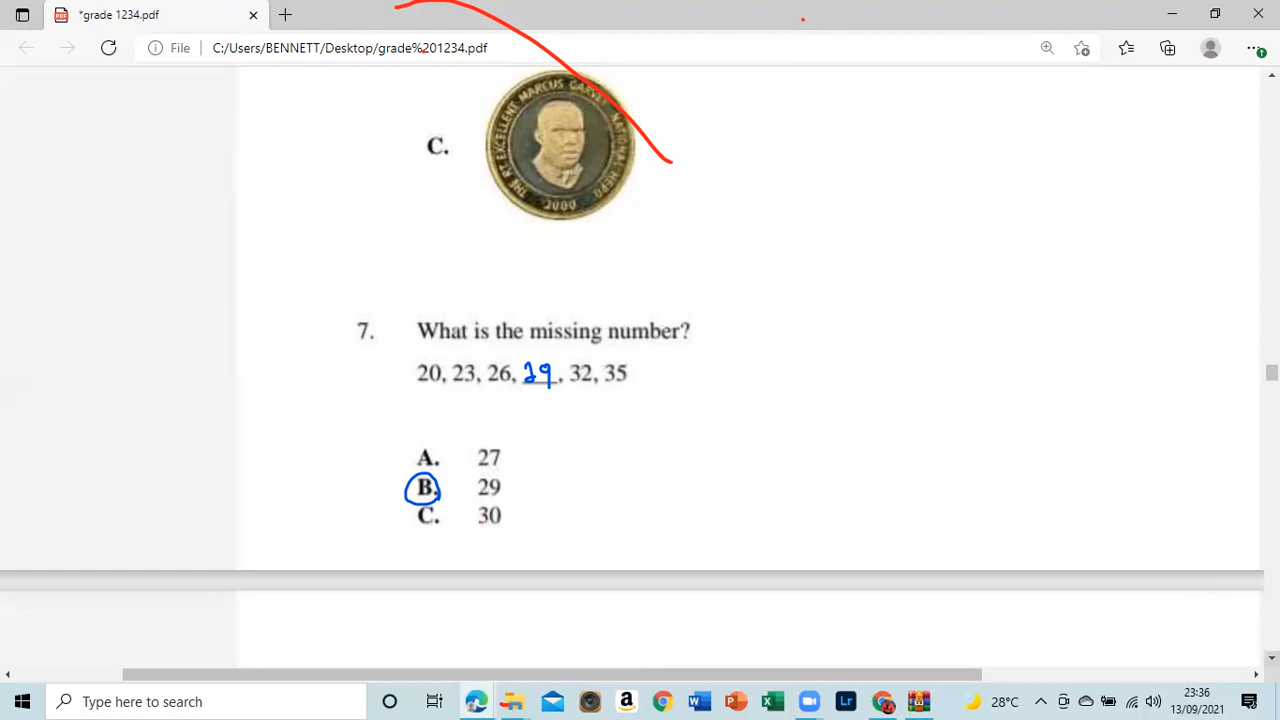 *grade 1234.pdf
File C:/Users/BENNETT/Desktop/grade%201234.pdf
C.
THE RT EXCELLENT MARCUS GARVEY NATIONAL HERO
2000
7. What is the missing number?
20, 23, 26, 29, 32, 35
A. 27
B. 29
C. 30
Type here to search
a
W
P
X
Lr
28°C
23:36
13/09/2021
3